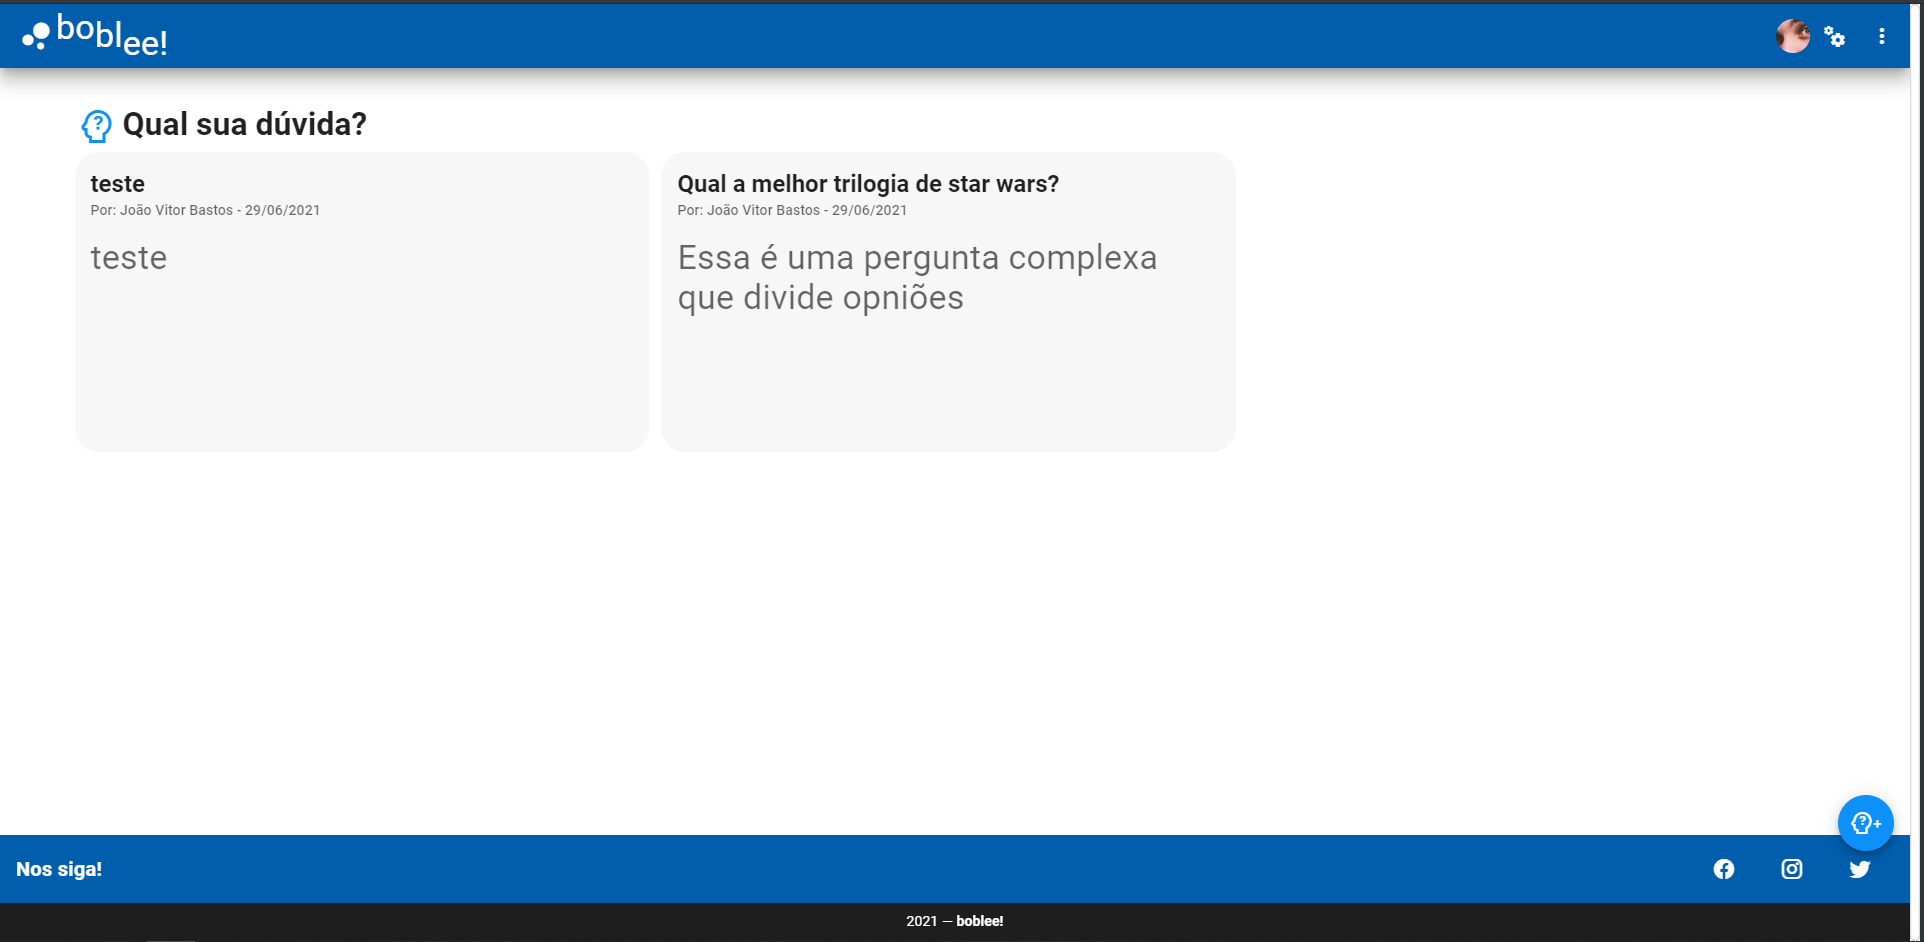 boblee!
Qual sua dúvida?
teste
Por: João Vitor Bastos - 29/06/2021
teste
Qual a melhor trilogia de star wars?
Por: João Vitor Bastos - 29/06/2021
Essa é uma pergunta complexa
que divide opniões
Nos siga!
2021 — boblee!